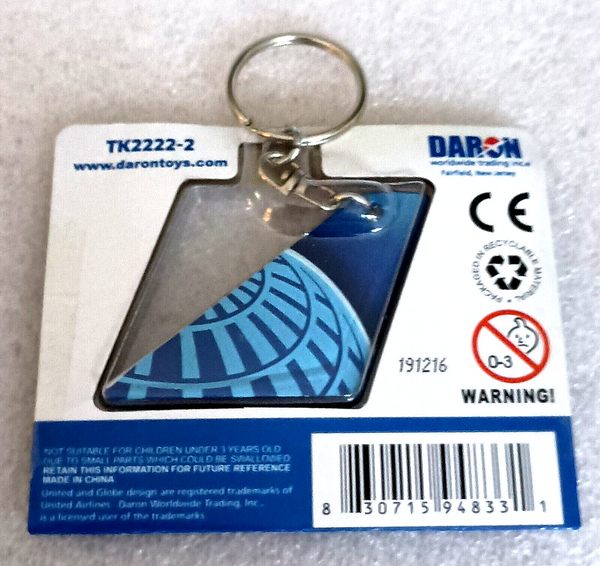 TK2222-2
www.darontoys.com
DARON
worldwide trading inc.®
Fairfield, New Jersey
CE
PACKAGED IN RECYCLABLE MATERIAL
0-3
191216
WARNING!
NOT SUITABLE FOR CHILDREN UNDER 3 YEARS OLD
DUE TO SMALL PARTS WHICH COULD BE SWALLOWED
RETAIN THIS INFORMATION FOR FUTURE REFERENCE
MADE IN CHINA
United and Globe design are registered trademarks of
United Airlines. Daron Worldwide Trading, Inc.,
is a licensed user of the trademarks
8 30715 94833 1